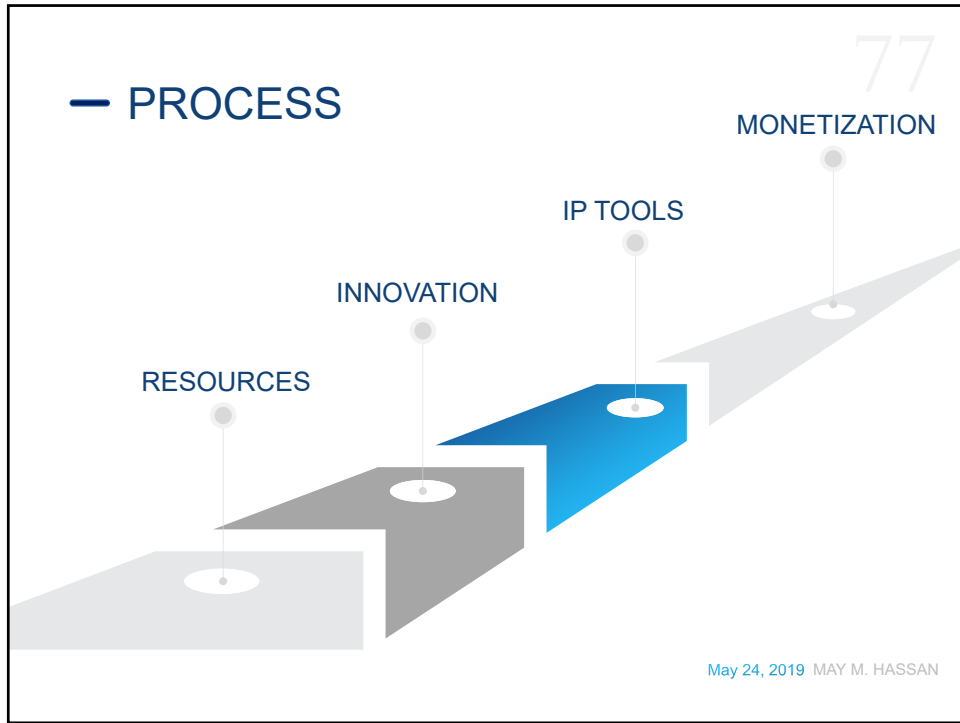 77
PROCESS
MONETIZATION
IP TOOLS
INNOVATION
RESOURCES
May 24, 2019 MAY M. HASSAN